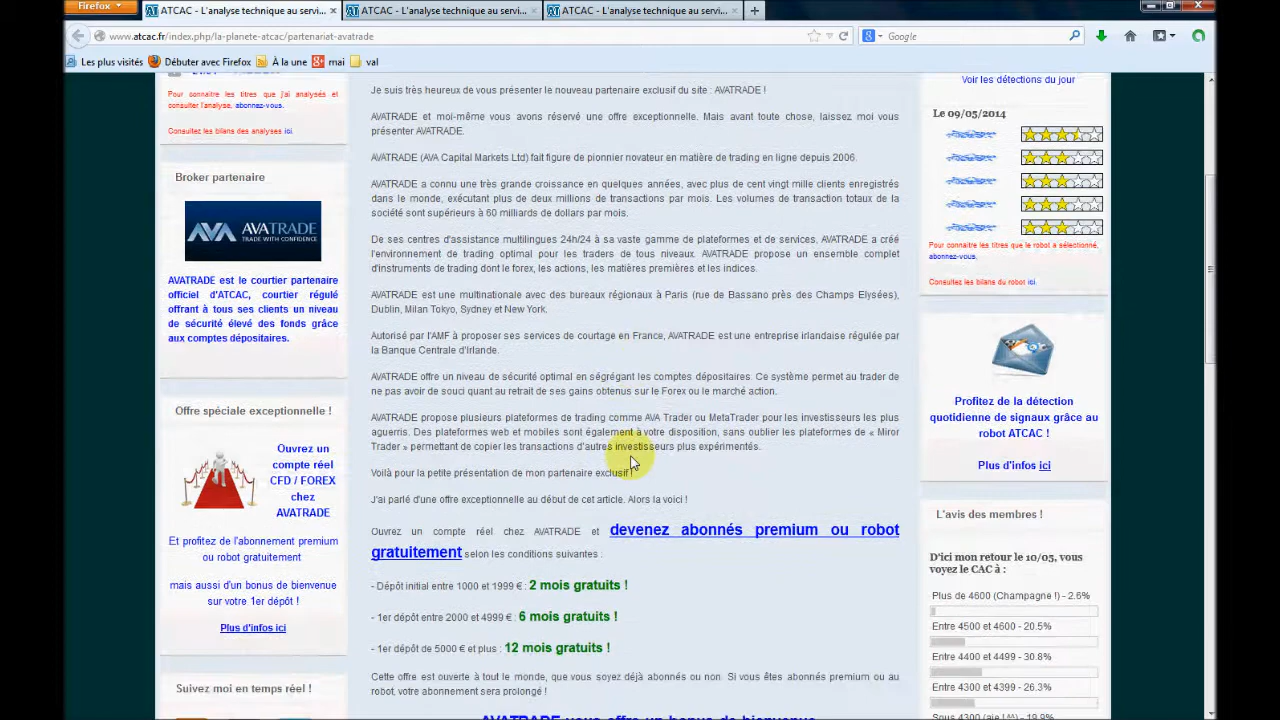 Firefox
ATCAC - L'analyse technique au servi...
ATCAC - L'analyse technique au servi...
ATCAC - L'analyse technique au servi...
www.atcac.fr/index.php/la-planete-atcac/partenariat-avatrade
Google
Les plus visités
Débuter avec Firefox
À la une
mai
val
Pour connaitre les titres que j'ai analysés et
consulter l'analyse, abonnez-vous.
Consultez les bilans des analyses ici.
Broker partenaire
AVA AVATRADE
TRADE WITH CONFIDENCE
AVATRADE est le courtier partenaire
officiel d'ATCAC, courtier régulé
offrant à tous ses clients un niveau
de sécurité élevé des fonds grâce
aux comptes dépositaires.
Offre spéciale exceptionnelle !
Ouvrez un
compte réel
CFD / FOREX
chez
AVATRADE
Et profitez de l'abonnement premium
ou robot gratuitement
mais aussi d'un bonus de bienvenue
sur votre 1er dépôt !
Plus d'infos ici
Suivez moi en temps réel !
Je suis très heureux de vous presenter le nouveau partenaire exclusif du site : AVATRADE !
AVATRADE et moi-même vous avons réservé une offre exceptionnelle. Mais avant toute chose, laissez moi vous
présenter AVATRADE.
AVATRADE (AVA Capital Markets Ltd) fait figure de pionnier novateur en matière de trading en ligne depuis 2006.
AVATRADE a connu une très grande croissance en quelques années, avec plus de cent vingt mille clients enregistrés
dans le monde, exécutant plus de deux millions de transactions par mois. Les volumes de transaction totaux de la
société sont supérieurs à 60 milliards de dollars par mois.
De ses centres d'assistance multilingues 24h/24 à sa vaste gamme de plateformes et de services, AVATRADE a créé
l'environnement de trading optimal pour les traders de tous niveaux. AVATRADE propose un ensemble complet
d'instruments de trading dont le forex, les actions, les matières premières et les indices.
AVATRADE est une multinationale avec des bureaux régionaux à Paris (rue de Bassano près des Champs Elysées),
Dublin, Milan Tokyo, Sydney et New York.
Autorisé par l'AMF à proposer ses services de courtage en France, AVATRADE est une entreprise irlandaise régulée par
la Banque Centrale d'Irlande.
AVATRADE offre un niveau de sécurité optimal en ségrégant les comptes dépositaires. Ce système permet au trader de
ne pas avoir de souci quant au retrait de ses gains obtenus sur le Forex ou le marché action.
AVATRADE propose plusieurs plateformes de trading comme AVA Trader ou MetaTrader pour les investisseurs les plus
agueris. Des plateformes web et mobiles sont également à votre disposition, sans oublier les plateformes de « Miror
Trader » permettant de copier les transactions d'autres investisseurs plus expérimentés.
Voilà pour la petite présentation de mon partenaire exclusif !
J'ai parlé d'une offre exceptionnelle au début de cet article. Alors la voici !
Ouvrez un compte réel chez AVATRADE et devenez abonnés premium ou robot
gratuitement selon les conditions suivantes :
- Dépôt initial entre 1000 et 1999 € : 2 mois gratuits !
- 1er dépôt entre 2000 et 4999 € : 6 mois gratuits !
- 1er dépôt de 5000 € et plus : 12 mois gratuits !
Cette offre est ouverte à tout le monde, que vous soyez déjà abonnés ou non. Si vous êtes abonnés premium ou au
robot, votre abonnement sera prolongé !
AVATRADE vous offre un bonus de bienvenue
Voir les détections du jour
Le 09/05/2014
Pour connaitre les titres que le robot a sélectionné,
abonnez-vous.
Consultez les bilans du robot ici.
Profitez de la détection
quotidienne de signaux grâce au
robot ATCAC !
Plus d'infos ici
L'avis des membres !
D'ici mon retour le 10/05, vous
voyez le CAC à :
Plus de 4600 (Champagne !) - 2.6%
Entre 4500 et 4600 - 20.5%
Entre 4400 et 4499 - 30.8%
Entre 4300 et 4399 - 26.3%
Sous 4300 (aie ! ^^) - 19.9%